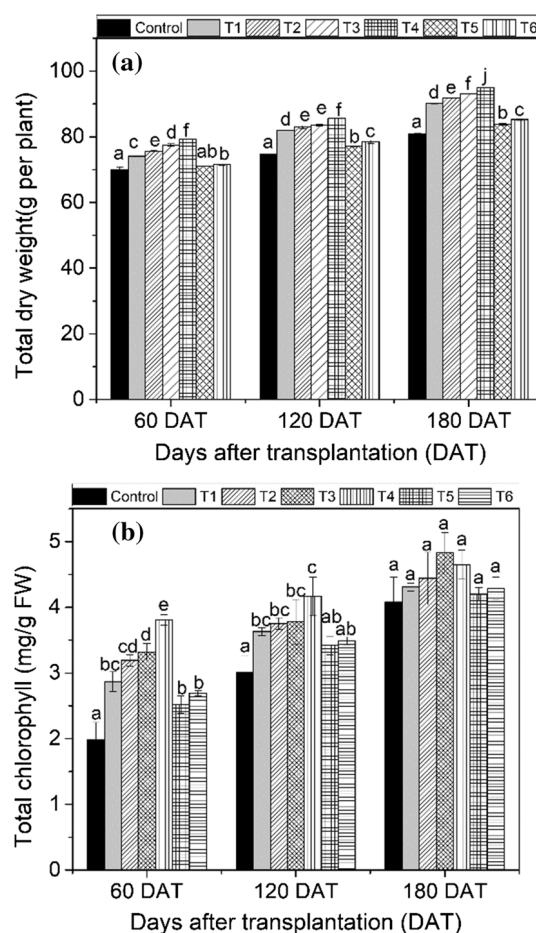 Control T1 T2 T3 T4 T5 T6
(a)
Total dry weight(g per plant)
100
80
60
40
20
0
a c e d f ab b
a d e e f b c
a d e f j b c
60 DAT 120 DAT 180 DAT
Days after transplantation (DAT)
Control T1 T2 T3 T4 T5 T6
(b)
Total chlorophyll (mg/g FW)
5
4
3
2
1
0
a bc cd d e b b
a bc bc bc c ab ab
a a a a a a a
60 DAT 120 DAT 180 DAT
Days after transplantation (DAT)